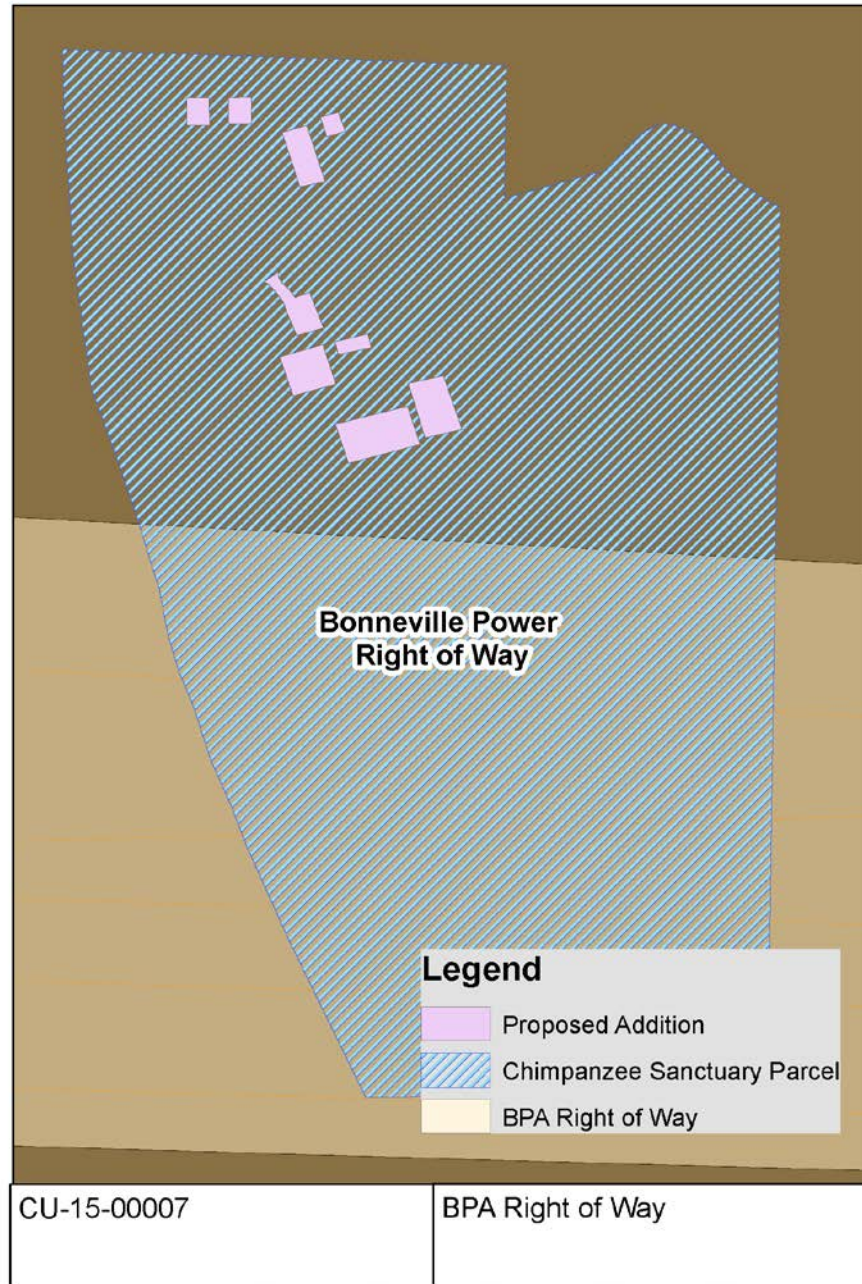 Bonneville Power
Right of Way
Legend
Proposed Addition
Chimpanzee Sanctuary Parcel
BPA Right of Way
CU-15-00007
BPA Right of Way